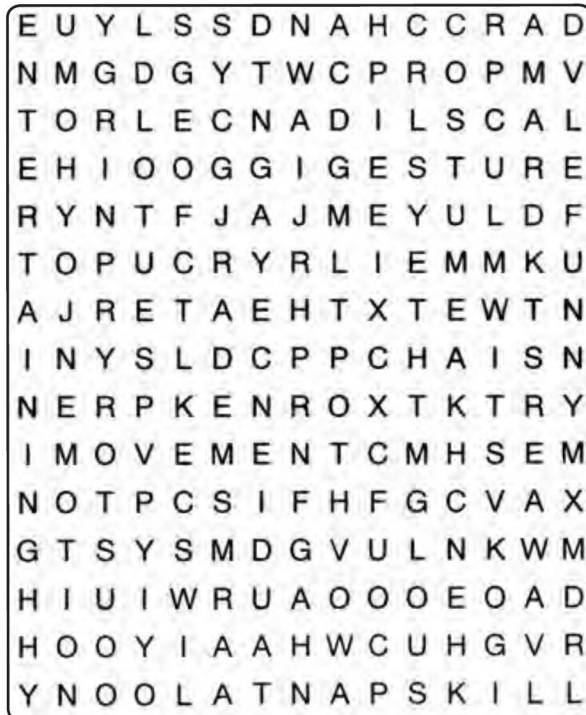 E U Y L S S D N A H C C R A D
N M G D G Y T W C P R O P M V
T O R L E C N A D I L S C A L
E H I O O G G I G E S T U R E
R Y N T F J A J M E Y U L D F
T O P U C R Y R L I E M M K U
A J R E T A E H T X T E W T N
I N Y S L D C P P C H A I S N
N E R P K E N R O X T K T R Y
I M O V E M E N T C M H S E M
N O T P C S I F H F G C V A X
G T S Y S M D G V U L N K W M
H I U I W R U A O O O E O A D
H O O Y I A A H W C U H G V R
Y N O O L A T N A P S K I L L